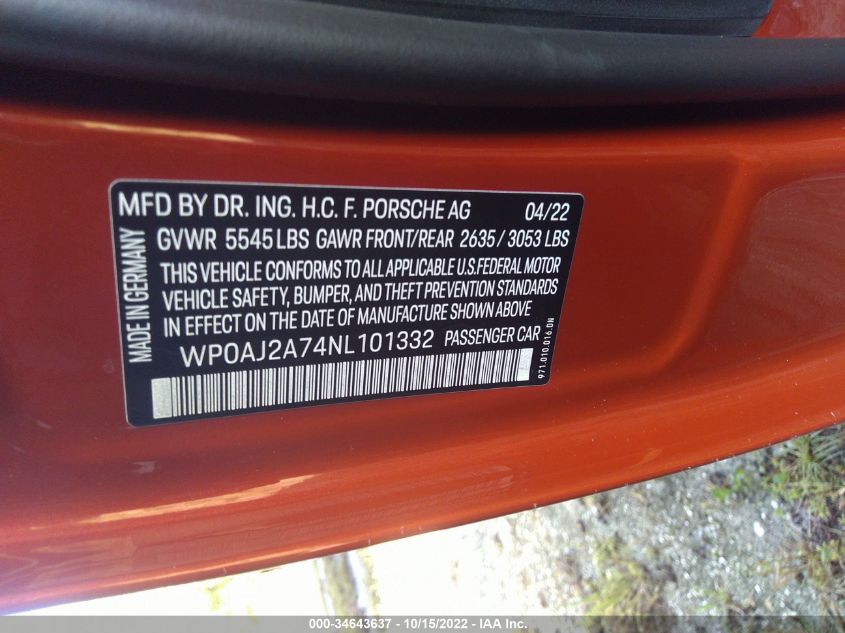 MFD BY DR. ING. H.C. F. PORSCHE AG 04/22
GVWR 5545 LBS GAWR FRONT/REAR 2635 / 3053 LBS
THIS VEHICLE CONFORMS TO ALL APPLICABLE U.S. FEDERAL MOTOR
VEHICLE SAFETY, BUMPER, AND THEFT PREVENTION STANDARDS
IN EFFECT ON THE DATE OF MANUFACTURE SHOWN ABOVE
WP0AJ2A74NL101332 PASSENGER CAR
MADE IN GERMANY
971.010.016.DN
000-34643637 - 10/15/2022 - IAA Inc.